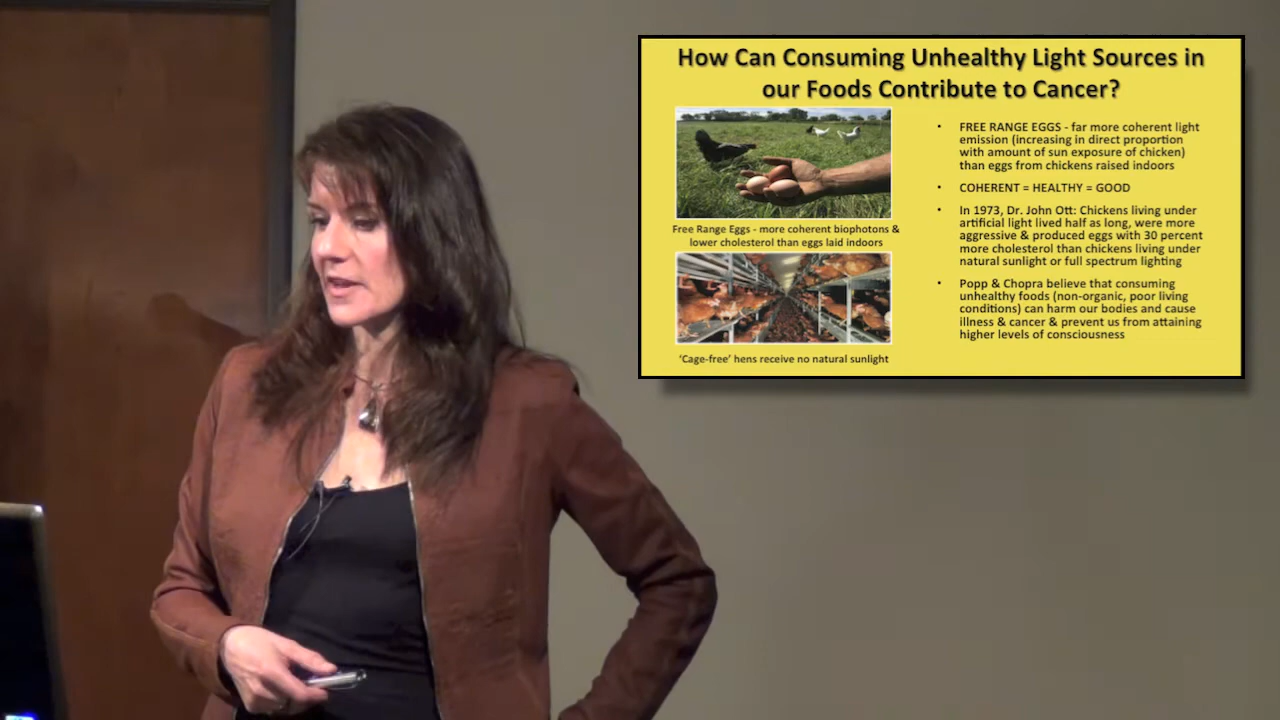 How Can Consuming Unhealthy Light Sources in
our Foods Contribute to Cancer?
Free Range Eggs - more coherent biophotons &
lower cholesterol than eggs laid indoors
'Cage-free' hens receive no natural sunlight
• FREE RANGE EGGS - far more coherent light
emission (increasing in direct proportion
with amount of sun exposure of chicken)
than eggs from chickens raised indoors
• COHERENT = HEALTHY = GOOD
• In 1973, Dr. John Ott: Chickens living under
artificial light lived half as long, were more
aggressive & produced eggs with 30 percent
more cholesterol than chickens living under
natural sunlight or full spectrum lighting
• Popp & Chopra believe that consuming
unhealthy foods (non-organic, poor living
conditions) can harm our bodies and cause
illness & cancer & prevent us from attaining
higher levels of consciousness